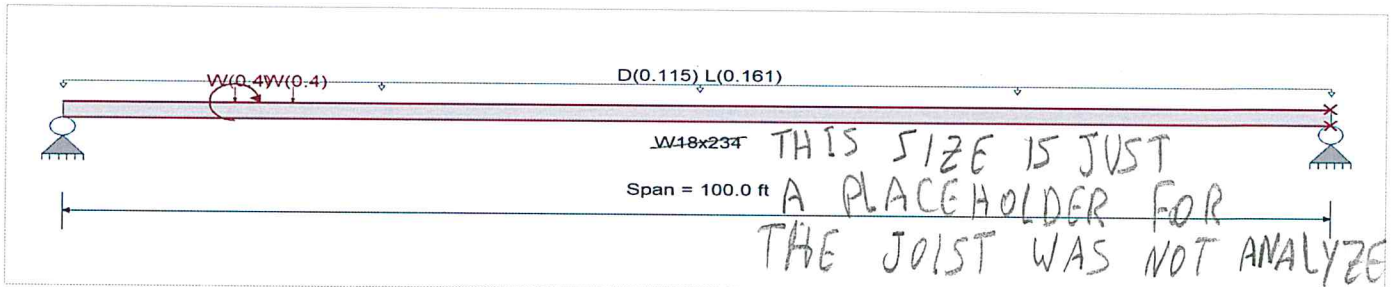 W(0.4)W(0.4)
D(0.115) L(0.161)
W18x234
THIS SIZE IS JUST
Span = 100.0 ft
A PLACEHOLDER FOR
THE JOIST WAS NOT ANALYZE